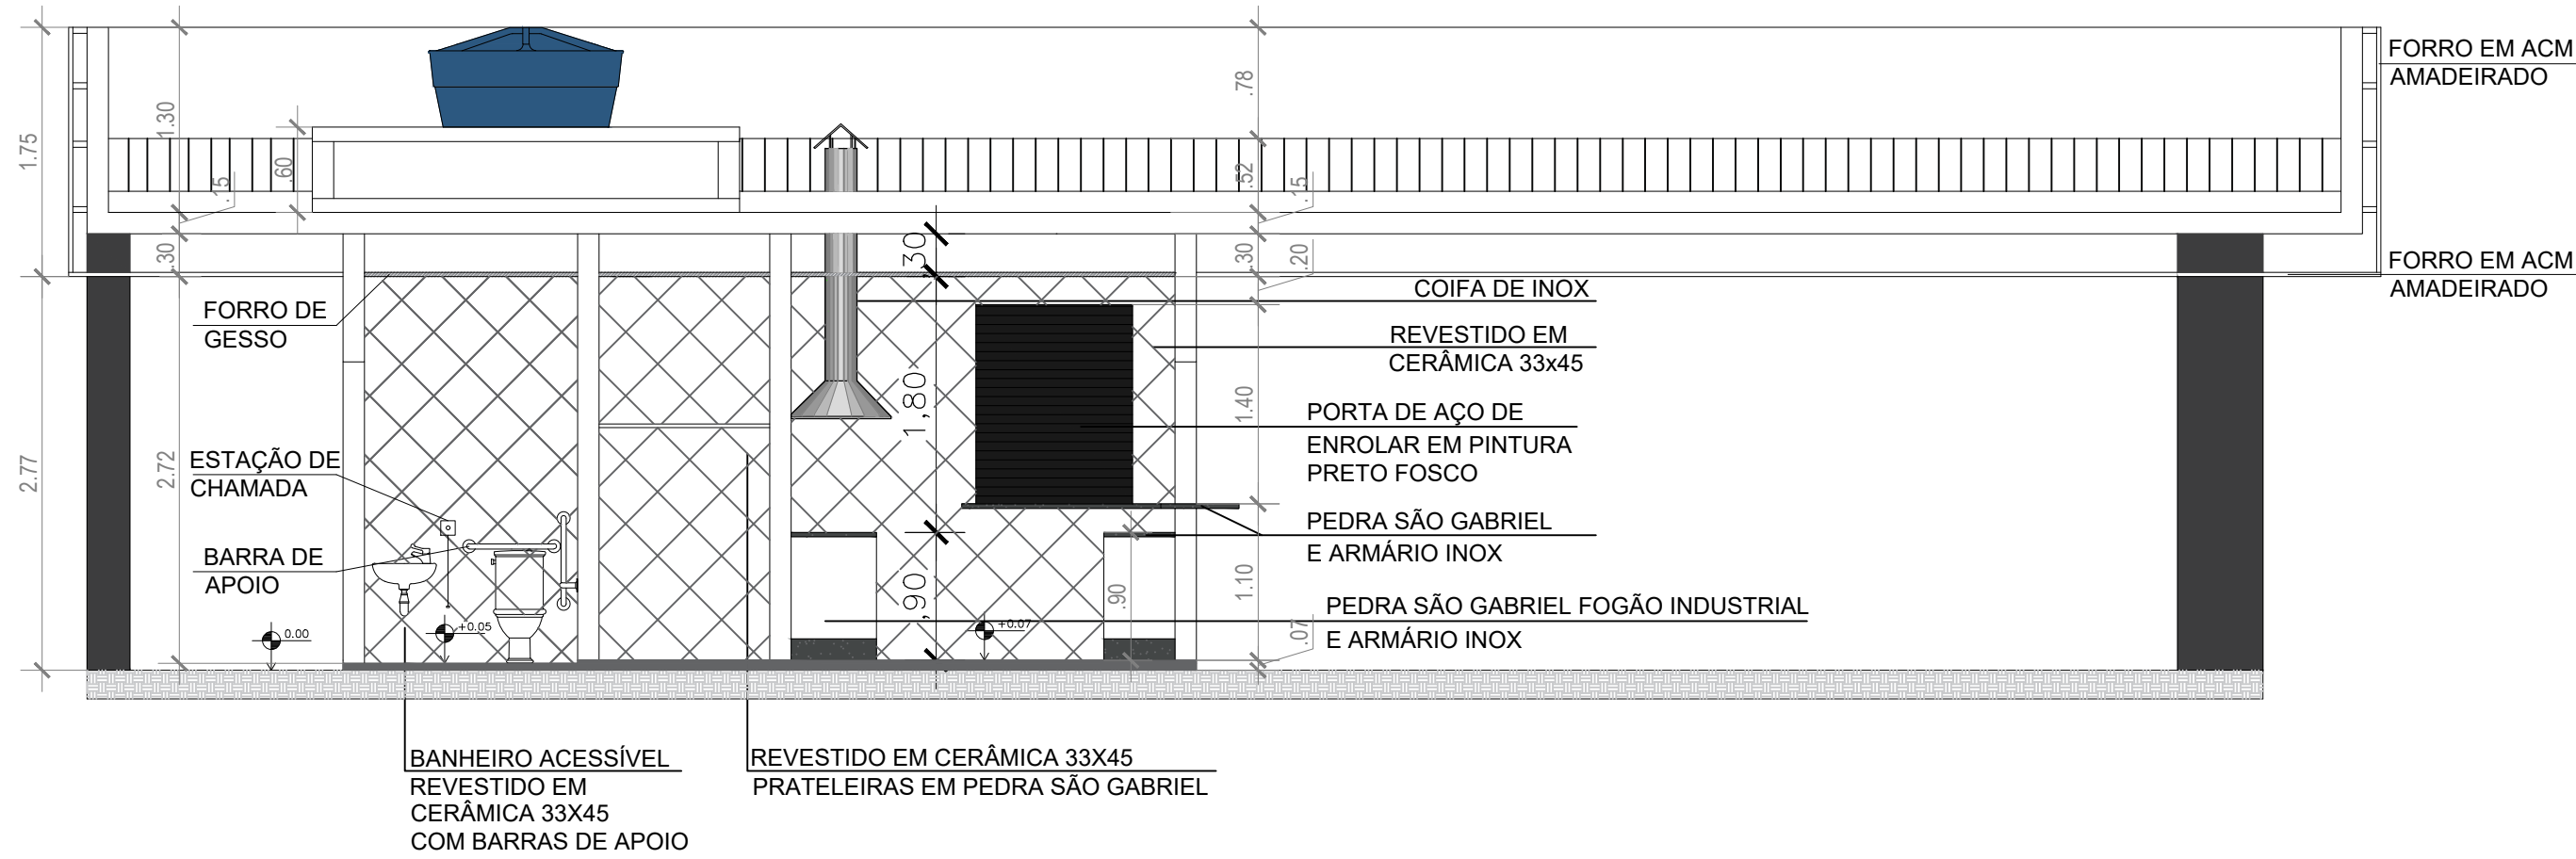 FORRO EM ACM
AMADEIRADO
.78
1.30
1.75
.60
.52
.15
.15
.30
,30
.30
.20
FORRO EM ACM
AMADEIRADO
COIFA DE INOX
FORRO DE
GESSO
REVESTIDO EM
CERÂMICA 33x45
1,80
1.40
PORTA DE AÇO DE
ENROLAR EM PINTURA
PRETO FOSCO
2.77
2.72
ESTAÇÃO DE
CHAMADA
PEDRA SÃO GABRIEL
E ARMÁRIO INOX
BARRA DE
APOIO
,90
.90
1.10
PEDRA SÃO GABRIEL FOGÃO INDUSTRIAL
E ARMÁRIO INOX
0.00
+0.05
+0.07
.07
BANHEIRO ACESSÍVEL
REVESTIDO EM
CERÂMICA 33X45
COM BARRAS DE APOIO
REVESTIDO EM CERÂMICA 33X45
PRATELEIRAS EM PEDRA SÃO GABRIEL